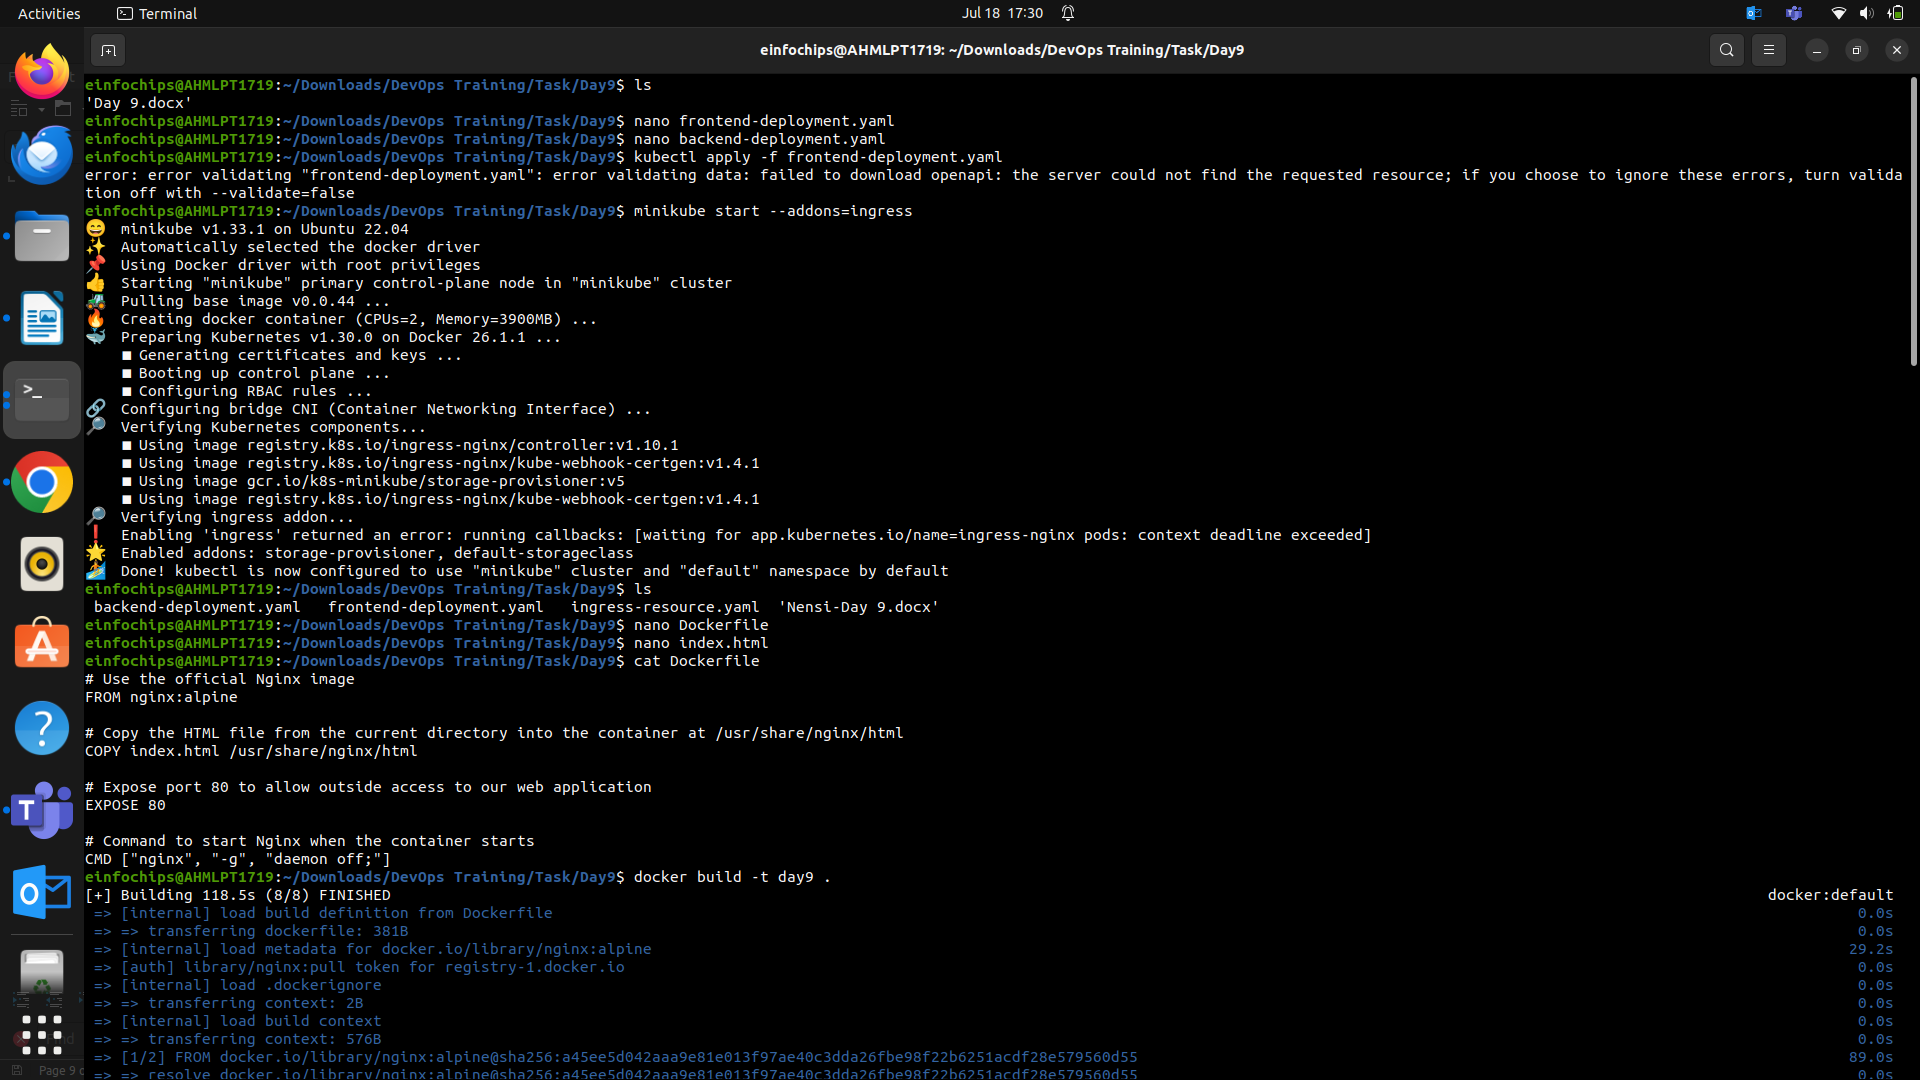 Activities
Terminal
Jul 18 17:30
einfochips@AHMLPT1719: ~/Downloads/DevOps Training/Task/Day9
einfochips@AHMLPT1719:~/Downloads/DevOps Training/Task/Day9$ ls
'Day 9.docx'
einfochips@AHMLPT1719:~/Downloads/DevOps Training/Task/Day9$ nano frontend-deployment.yaml
einfochips@AHMLPT1719:~/Downloads/DevOps Training/Task/Day9$ nano backend-deployment.yaml
einfochips@AHMLPT1719:~/Downloads/DevOps Training/Task/Day9$ kubectl apply -f frontend-deployment.yaml
error: error validating "frontend-deployment.yaml": error validating data: failed to download openapi: the server could not find the requested resource; if you choose to ignore these errors, turn valida
tion off with --validate=false
einfochips@AHMLPT1719:~/Downloads/DevOps Training/Task/Day9$ minikube start --addons=ingress
😄 minikube v1.33.1 on Ubuntu 22.04
✨ Automatically selected the docker driver
📌 Using Docker driver with root privileges
👍 Starting "minikube" primary control-plane node in "minikube" cluster
🚜 Pulling base image v0.0.44 ...
🔥 Creating docker container (CPUs=2, Memory=3900MB) ...
🐳 Preparing Kubernetes v1.30.0 on Docker 26.1.1 ...
■ Generating certificates and keys ...
■ Booting up control plane ...
■ Configuring RBAC rules ...
🔗 Configuring bridge CNI (Container Networking Interface) ...
🔎 Verifying Kubernetes components...
■ Using image registry.k8s.io/ingress-nginx/controller:v1.10.1
■ Using image registry.k8s.io/ingress-nginx/kube-webhook-certgen:v1.4.1
■ Using image gcr.io/k8s-minikube/storage-provisioner:v5
■ Using image registry.k8s.io/ingress-nginx/kube-webhook-certgen:v1.4.1
🔎 Verifying ingress addon...
❗ Enabling 'ingress' returned an error: running callbacks: [waiting for app.kubernetes.io/name=ingress-nginx pods: context deadline exceeded]
🌟 Enabled addons: storage-provisioner, default-storageclass
🏄 Done! kubectl is now configured to use "minikube" cluster and "default" namespace by default
einfochips@AHMLPT1719:~/Downloads/DevOps Training/Task/Day9$ ls
backend-deployment.yaml frontend-deployment.yaml ingress-resource.yaml 'Nensi-Day 9.docx'
einfochips@AHMLPT1719:~/Downloads/DevOps Training/Task/Day9$ nano Dockerfile
einfochips@AHMLPT1719:~/Downloads/DevOps Training/Task/Day9$ nano index.html
einfochips@AHMLPT1719:~/Downloads/DevOps Training/Task/Day9$ cat Dockerfile
# Use the official Nginx image
FROM nginx:alpine
# Copy the HTML file from the current directory into the container at /usr/share/nginx/html
COPY index.html /usr/share/nginx/html
# Expose port 80 to allow outside access to our web application
EXPOSE 80
# Command to start Nginx when the container starts
CMD ["nginx", "-g", "daemon off;"]
einfochips@AHMLPT1719:~/Downloads/DevOps Training/Task/Day9$ docker build -t day9 .
[+] Building 118.5s (8/8) FINISHED docker:default
=> [internal] load build definition from Dockerfile 0.0s
=> => transferring dockerfile: 381B 0.0s
=> [internal] load metadata for docker.io/library/nginx:alpine 29.2s
=> [auth] library/nginx:pull token for registry-1.docker.io 0.0s
=> [internal] load .dockerignore 0.0s
=> => transferring context: 2B 0.0s
=> [internal] load build context 0.0s
=> => transferring context: 576B 0.0s
=> [1/2] FROM docker.io/library/nginx:alpine@sha256:a45ee5d042aaa9e81e013f97ae40c3dda26fbe98f22b6251acdf28e579560d55 89.0s
=> => resolve docker.io/library/nginx:alpine@sha256:a45ee5d042aaa9e81e013f97ae40c3dda26fbe98f22b6251acdf28e579560d55 0.0s
Page 9